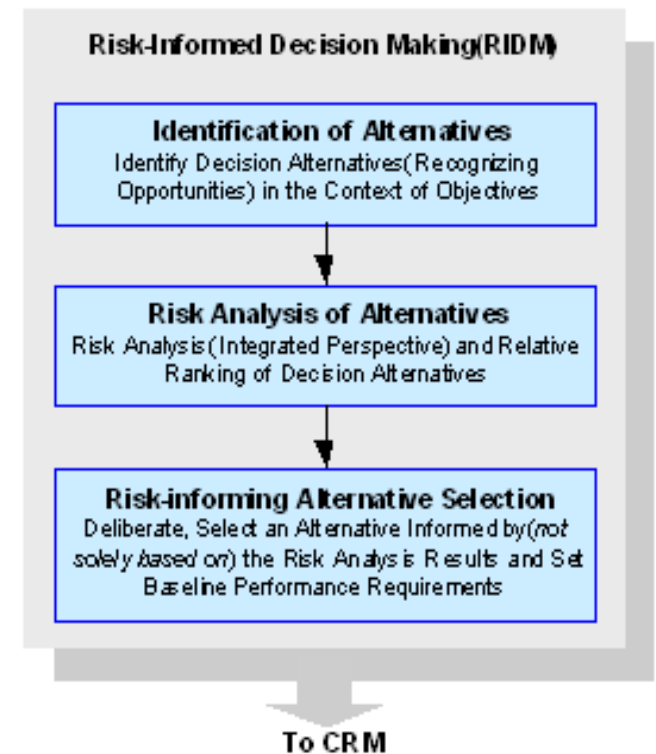 Risk-Informed Decision Making(RIDM)
Identification of Alternatives
Identify Decision Alternatives(Recognizing
Opportunities) in the Context of Objectives
Risk Analysis of Alternatives
Risk Analysis(Integrated Perspective) and Relative
Ranking of Decision Alternatives
Risk-informing Alternative Selection
Deliberate, Select an Alternative Informed by(not
solely based on) the Risk Analysis Results and Set
Baseline Performance Requirements
To CRM